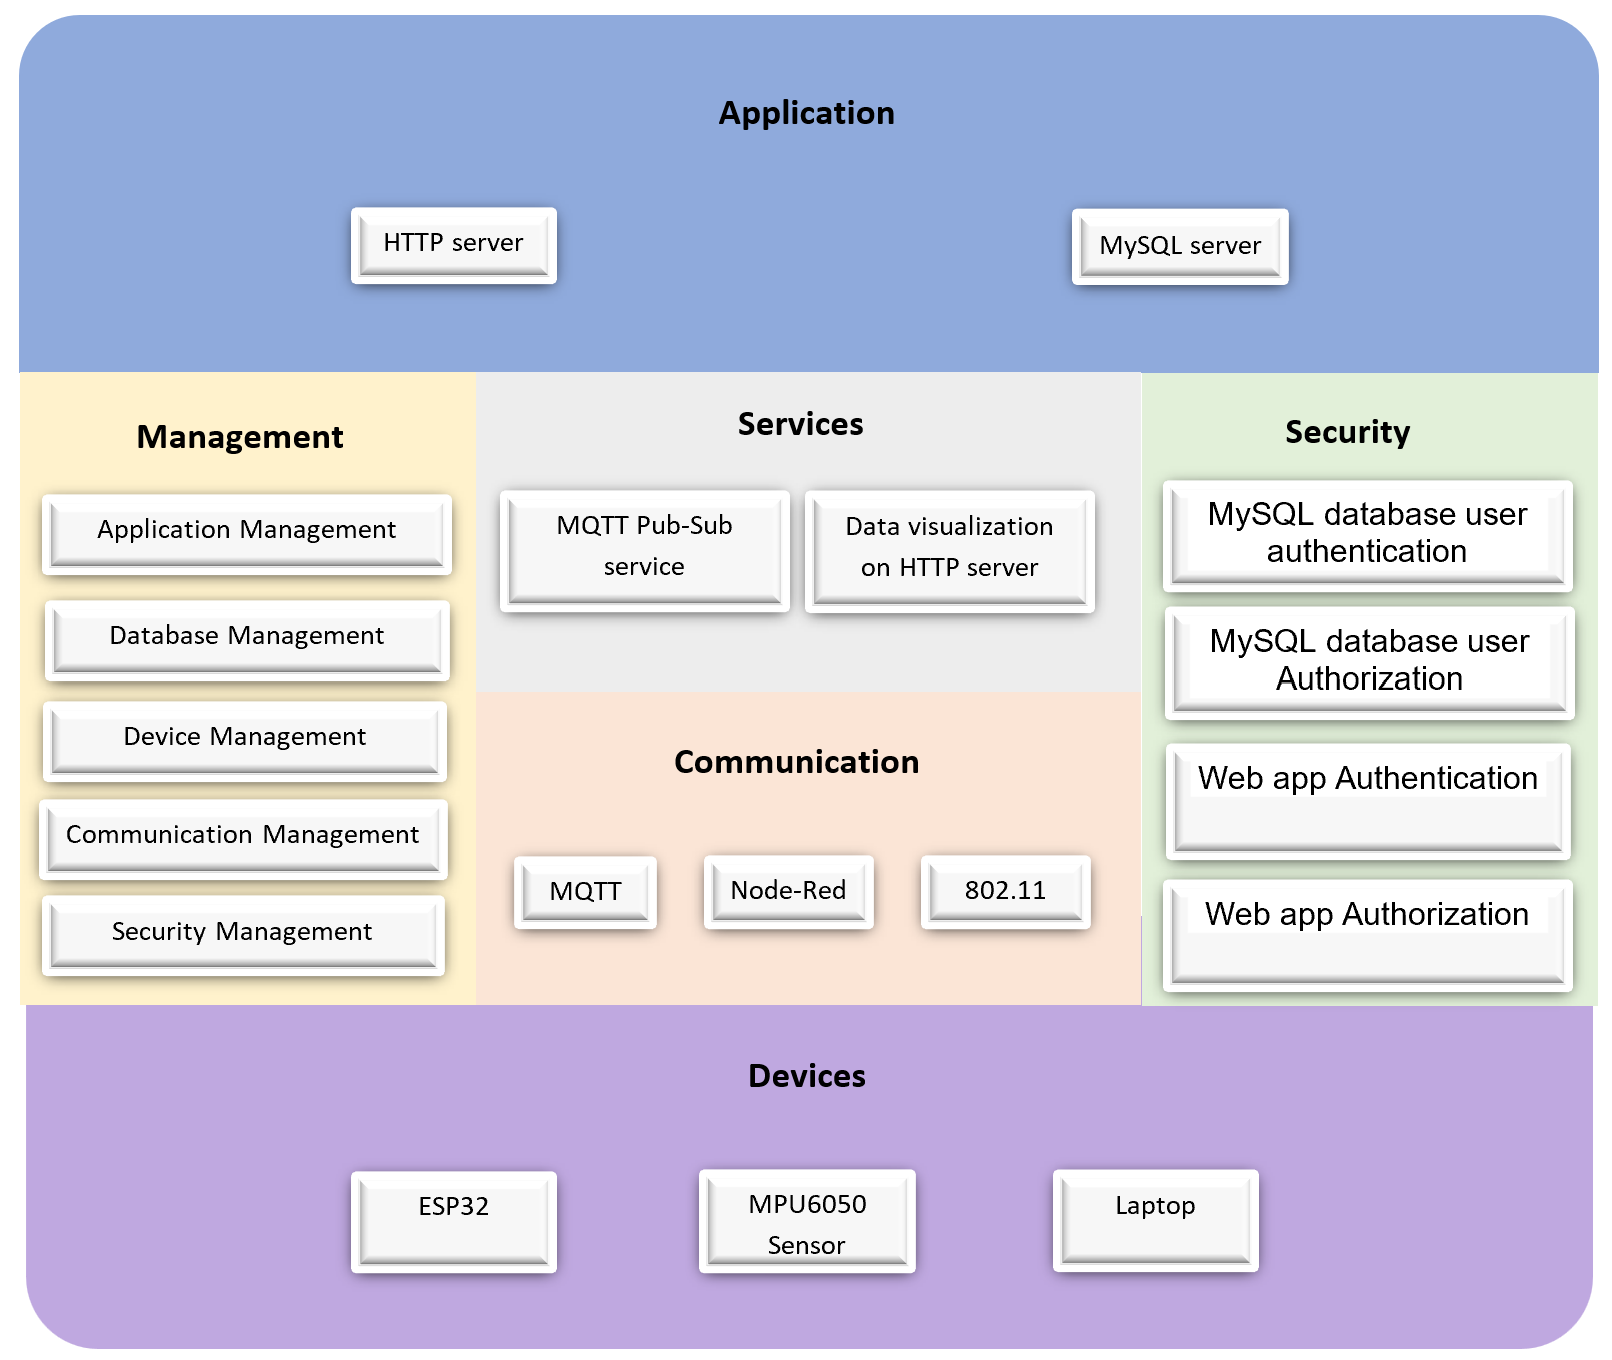 Application
HTTP server
MySQL server
Management
Application Management
Database Management
Device Management
Communication Management
Security Management
Services
MQTT Pub-Sub
service
Data visualization
on HTTP server
Communication
MQTT
Node-Red
802.11
Security
MySQL database user
authentication
MySQL database user
Authorization
Web app Authentication
Web app Authorization
Devices
ESP32
MPU6050
Sensor
Laptop